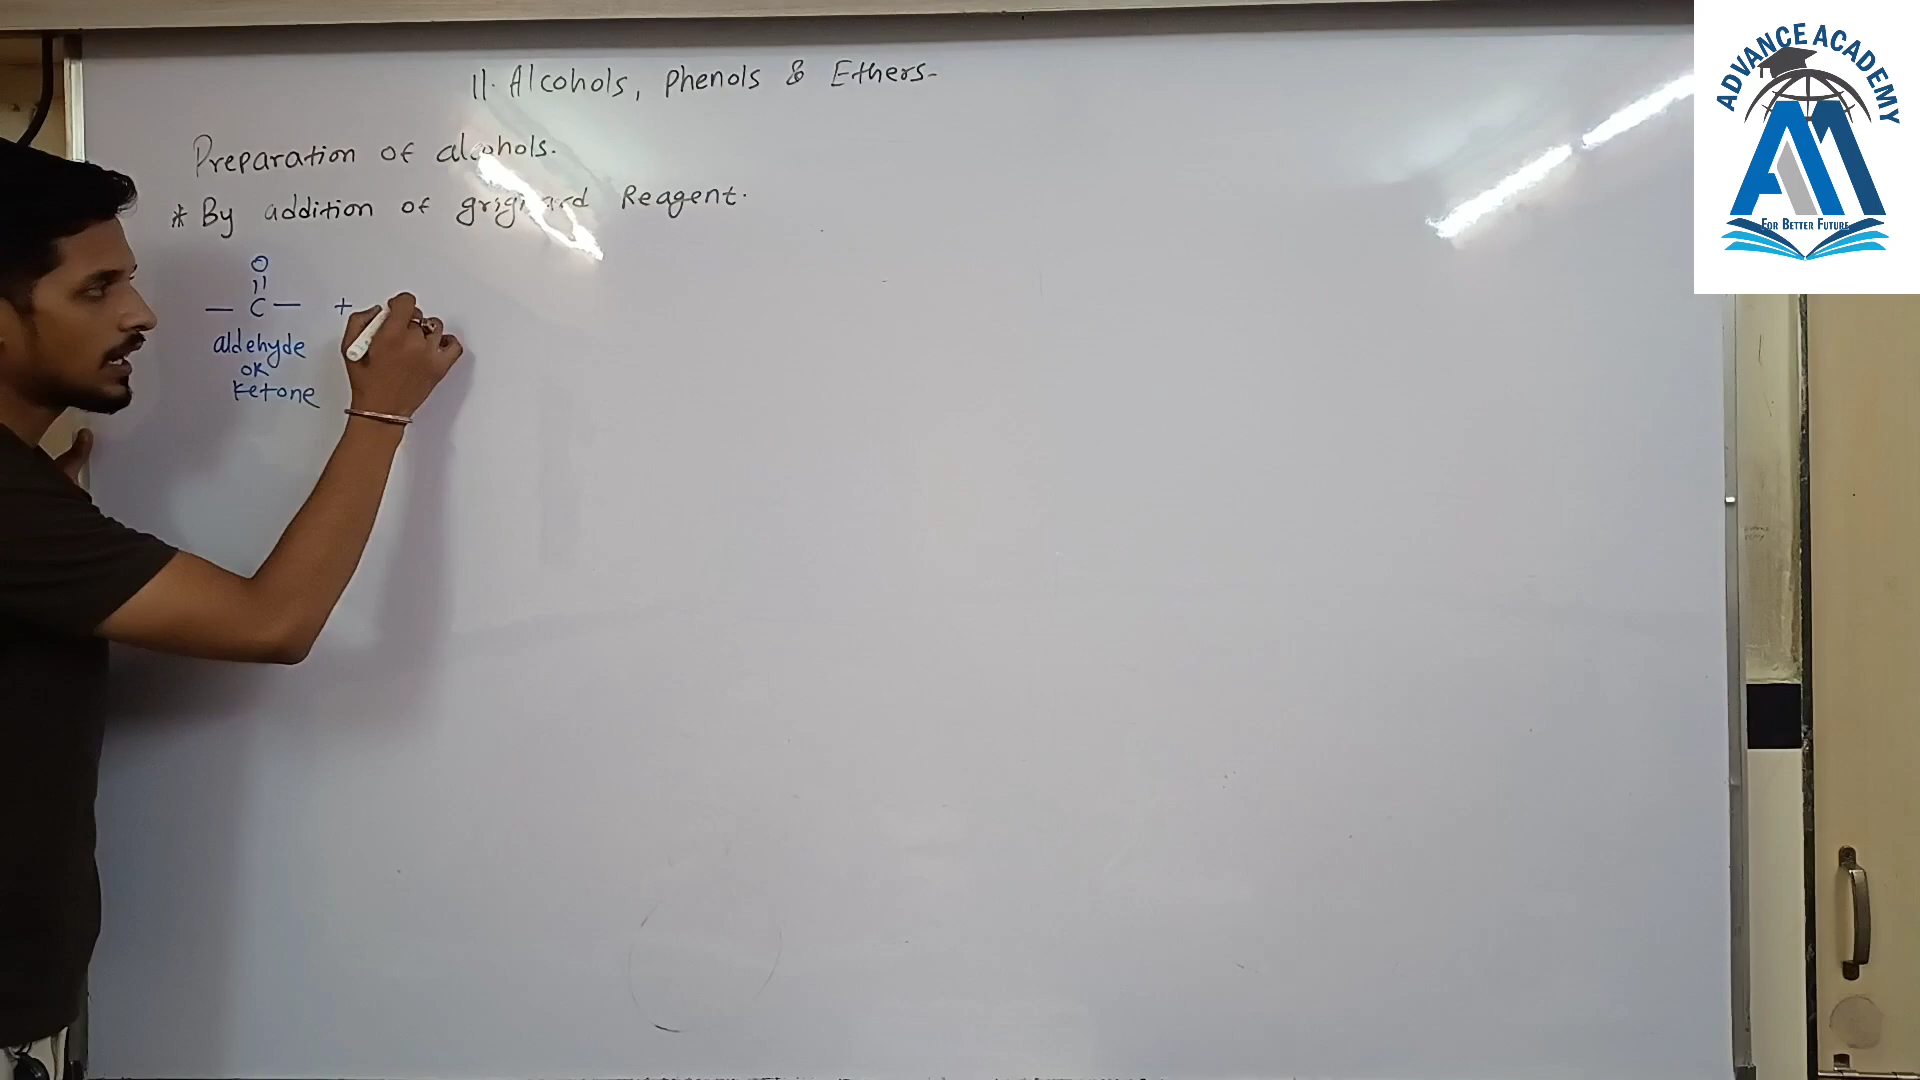 11. Alcohols, Phenols & Ethers-
Preparation of alcohols.
* By addition of grignard Reagent.
O
— C — +
aldehyde
OR
Ketone
ADVANCE ACADEMY
FOR BETTER FUTURE